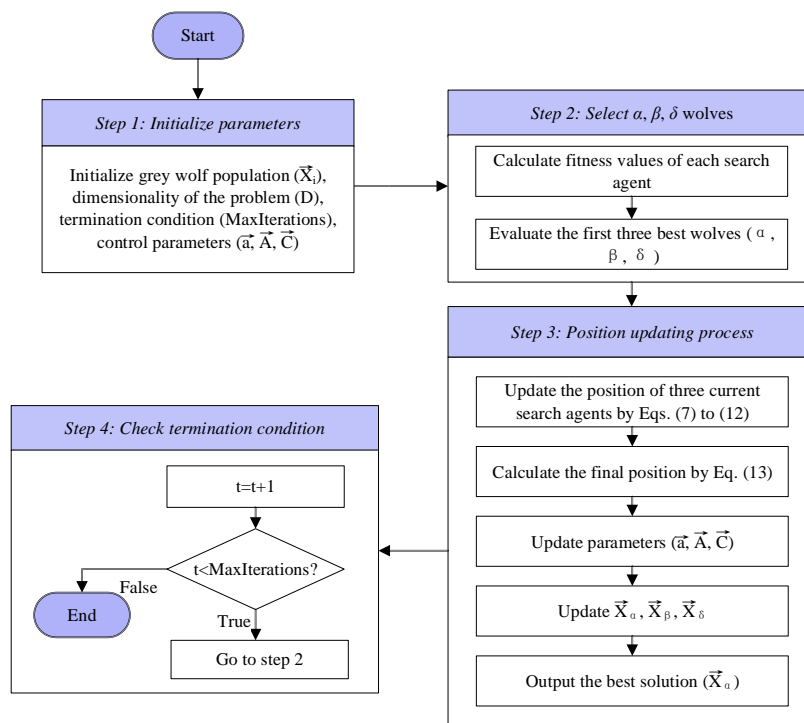 Start
Step 1: Initialize parameters
Initialize grey wolf population (X⃗ᵢ),
dimensionality of the problem (D),
termination condition (MaxIterations),
control parameters (a⃗, A⃗, C⃗)
Step 2: Select α, β, δ wolves
Calculate fitness values of each search
agent
Evaluate the first three best wolves ( α ,
β , δ )
Step 3: Position updating process
Update the position of three current
search agents by Eqs. (7) to (12)
Calculate the final position by Eq. (13)
Update parameters (a⃗, A⃗, C⃗)
Update X⃗α, X⃗β, X⃗δ
Output the best solution (X⃗α)
Step 4: Check termination condition
t=t+1
t<MaxIterations?
False
End
True
Go to step 2